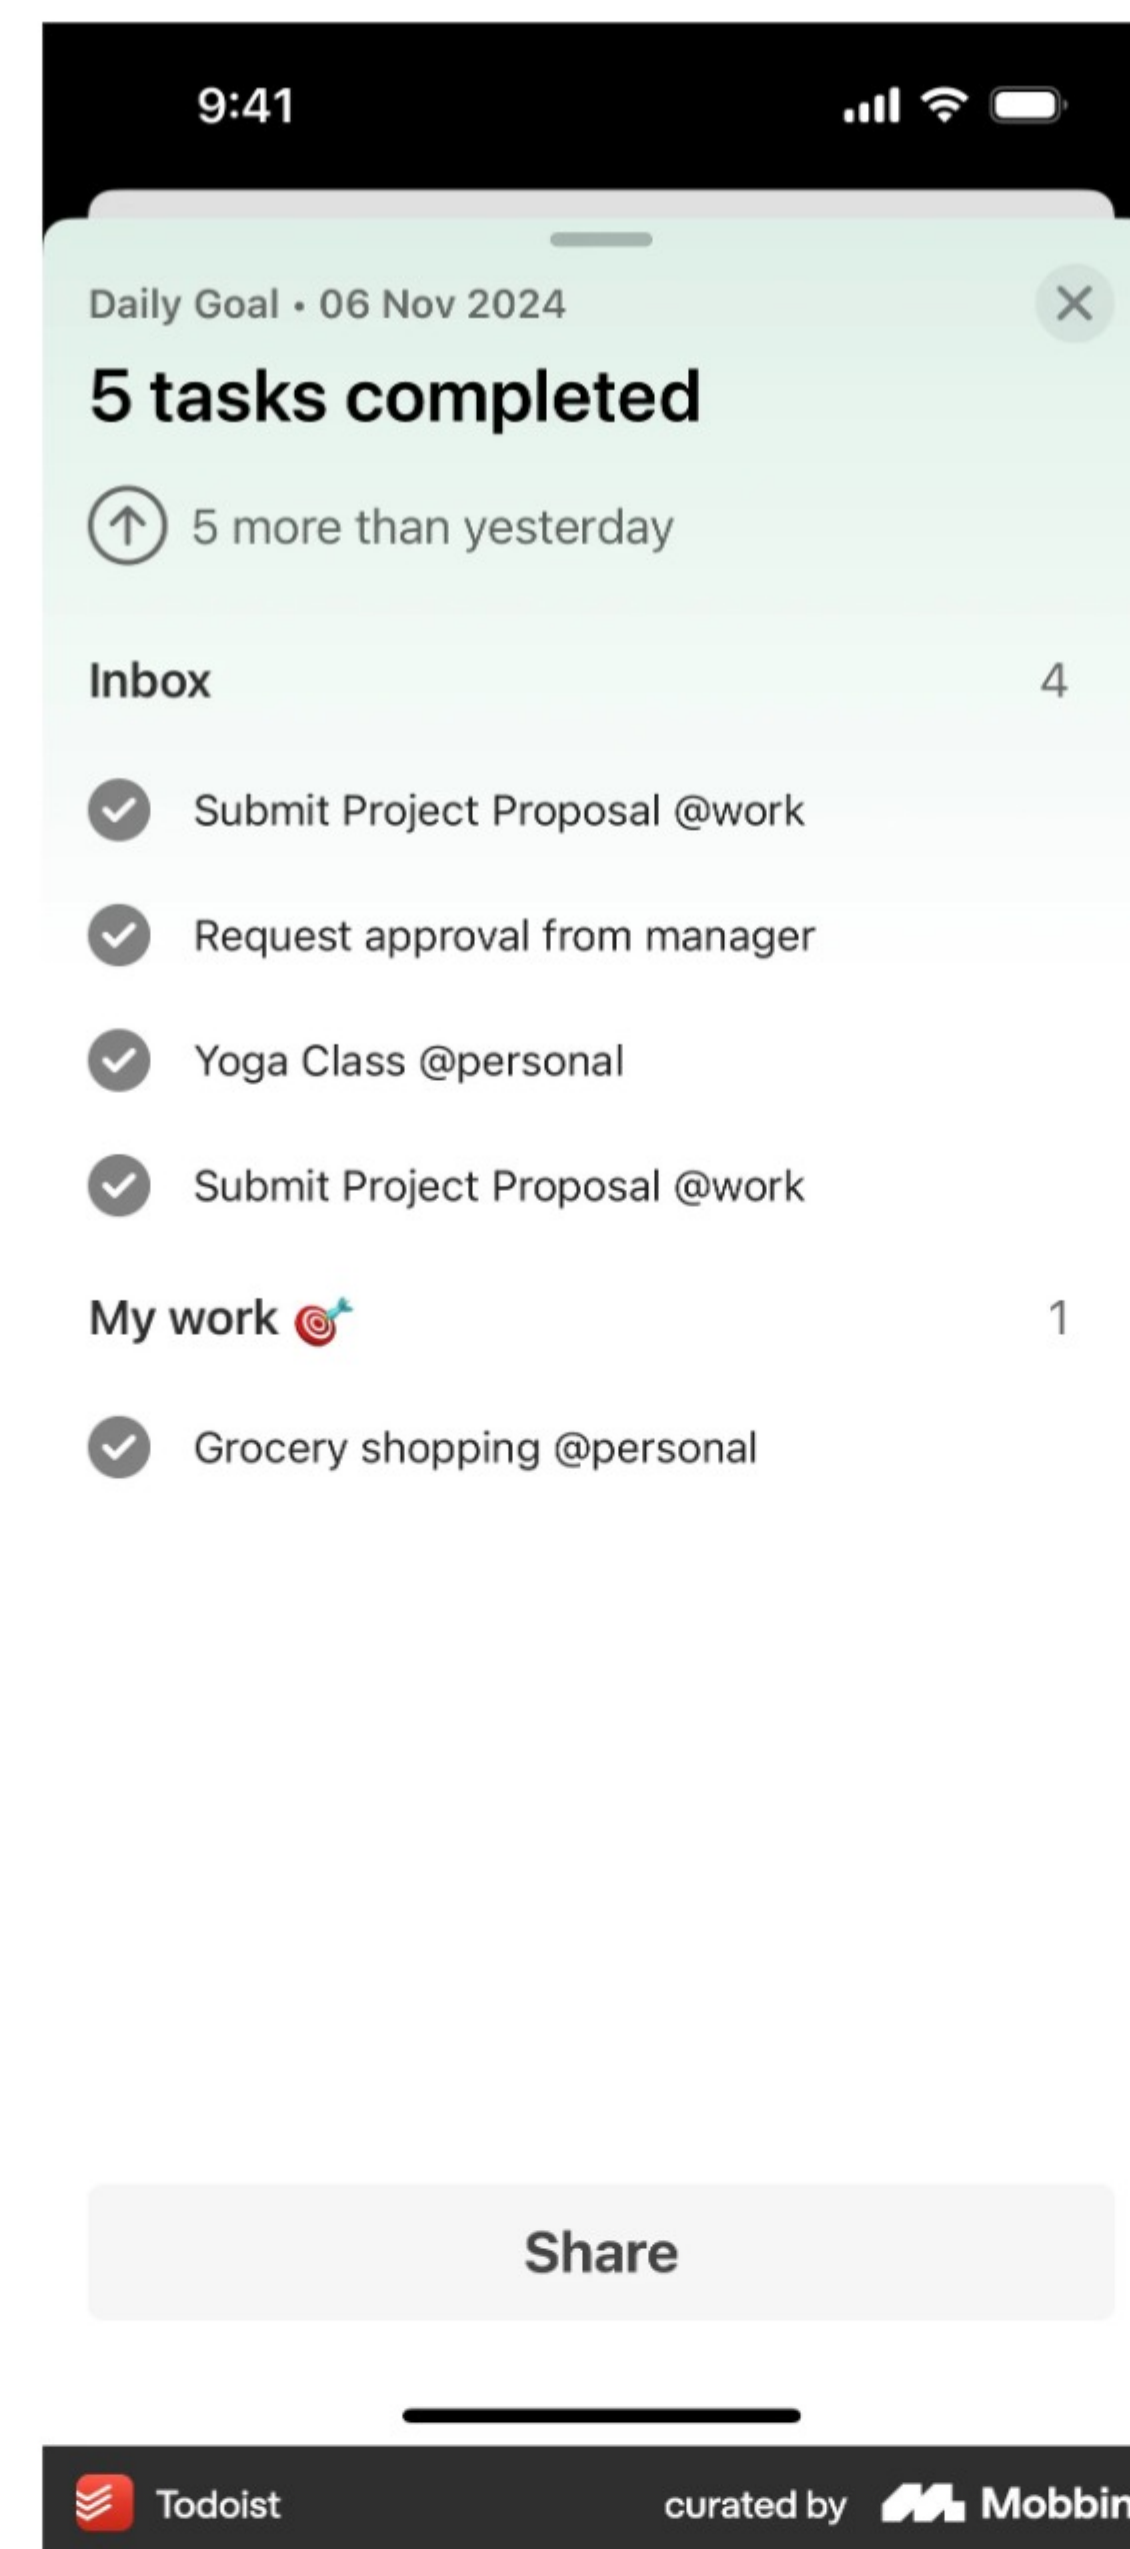 9:41
Daily Goal • 06 Nov 2024
5 tasks completed
5 more than yesterday
Inbox 4
Submit Project Proposal @work
Request approval from manager
Yoga Class @personal
Submit Project Proposal @work
My work 🎯 1
Grocery shopping @personal
Share
Todoist curated by Mobbin